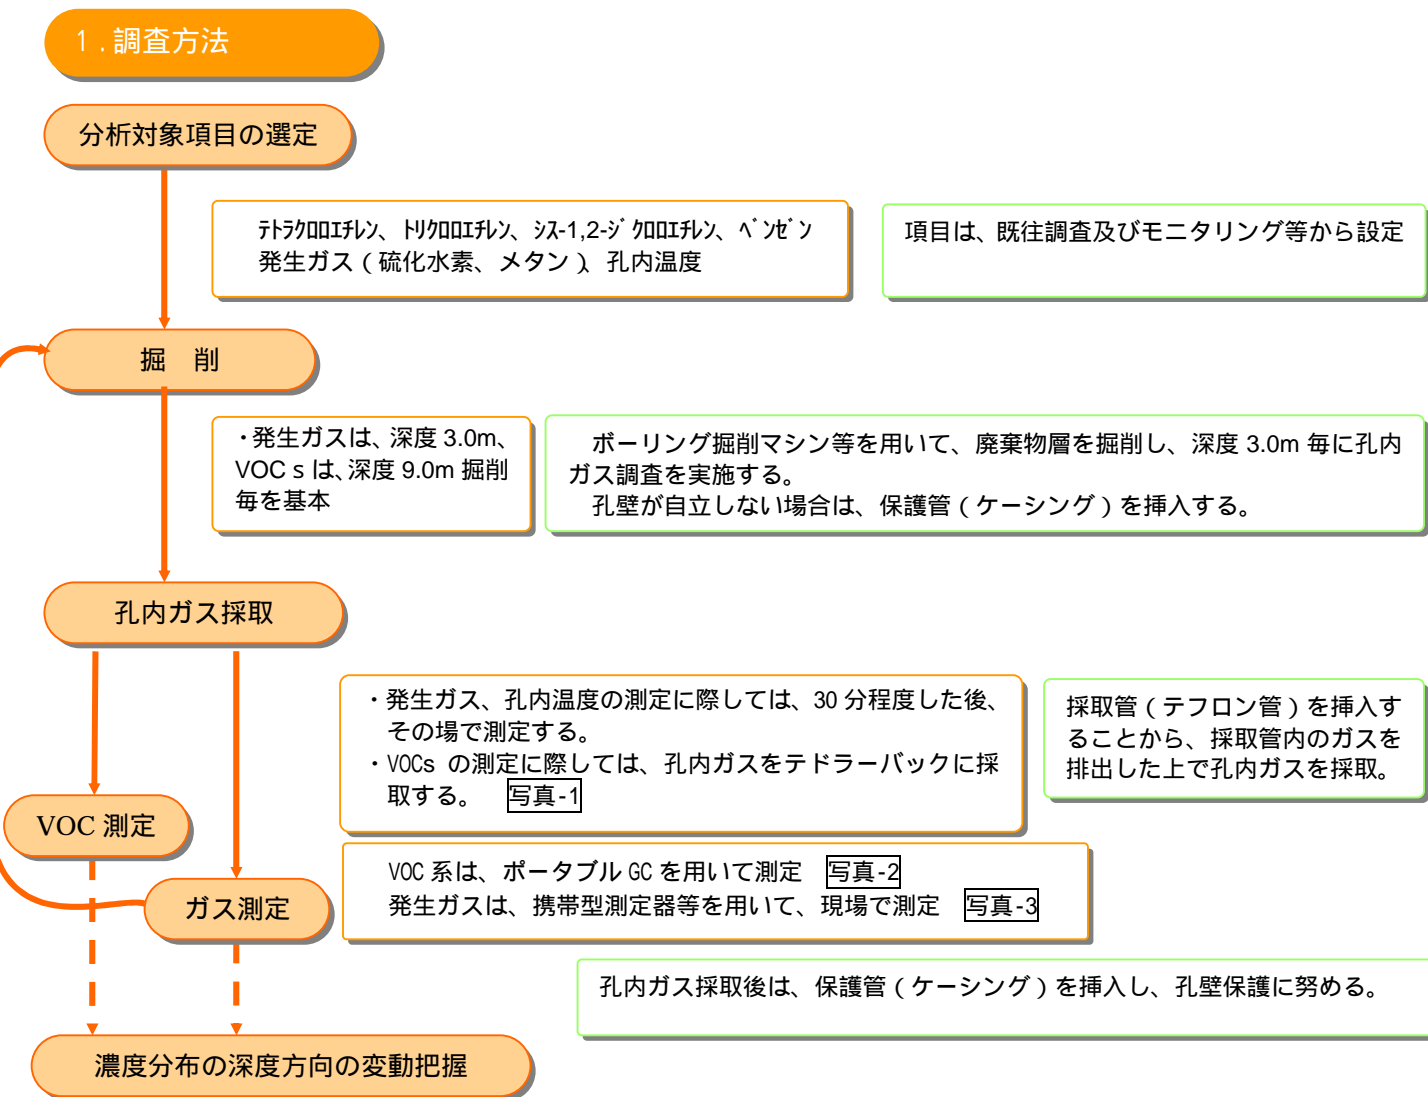 1．調査方法
分析対象項目の選定
ﾃﾄﾗｸﾛﾛｴﾁﾚﾝ、ﾄﾘｸﾛﾛｴﾁﾚﾝ、ｼｽ-1,2-ｼﾞｸﾛﾛｴﾁﾚﾝ、ﾍﾞﾝｾﾞﾝ
発生ガス（硫化水素、メタン）、孔内温度
項目は、既往調査及びモニタリング等から設定
掘　削
・発生ガスは、深度 3.0m、
VOCｓは、深度 9.0m 掘削
毎を基本
ボーリング掘削マシン等を用いて、廃棄物層を掘削し、深度 3.0m 毎に孔内
ガス調査を実施する。
孔壁が自立しない場合は、保護管（ケーシング）を挿入する。
孔内ガス採取
・発生ガス、孔内温度の測定に際しては、30 分程度した後、
その場で測定する。
・VOCs の測定に際しては、孔内ガスをテドラーバックに採
取する。　写真-1
採取管（テフロン管）を挿入す
ることから、採取管内のガスを
排出した上で孔内ガスを採取。
VOC 測定
VOC 系は、ポータブル GC を用いて測定　写真-2
発生ガスは、携帯型測定器等を用いて、現場で測定　写真-3
ガス測定
孔内ガス採取後は、保護管（ケーシング）を挿入し、孔壁保護に努める。
濃度分布の深度方向の変動把握